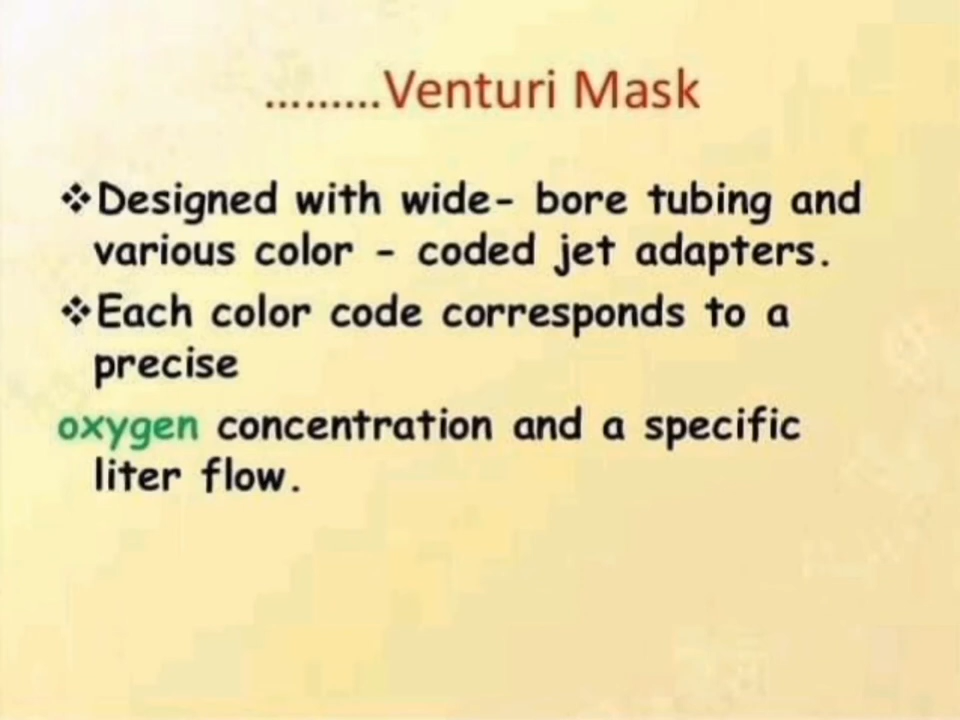 ………Venturi Mask
❖Designed with wide- bore tubing and
various color - coded jet adapters.
❖Each color code corresponds to a
precise
oxygen concentration and a specific
liter flow.